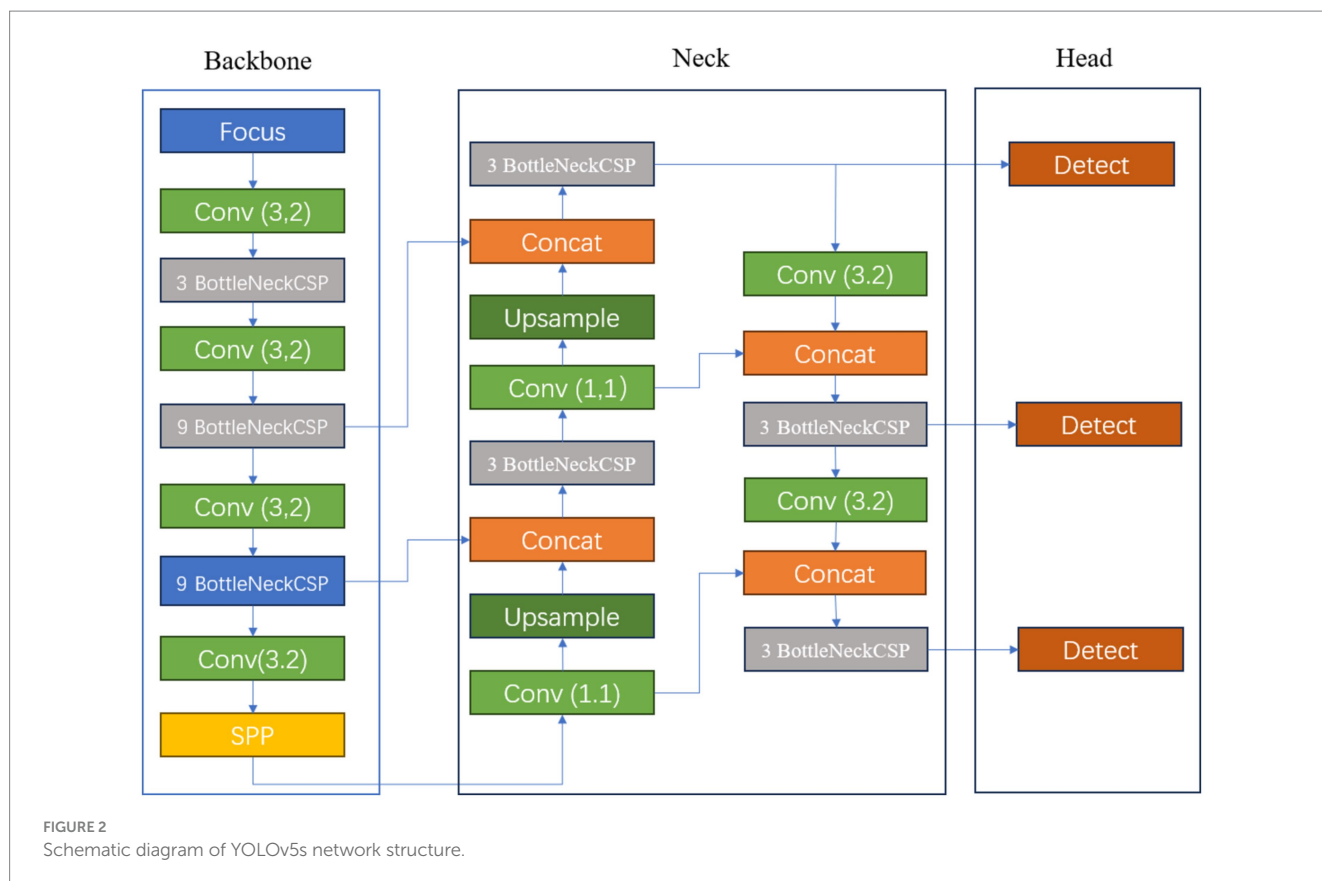 Backbone
Neck
Head
Focus
Conv (3,2)
3 BottleNeckCSP
Conv (3,2)
9 BottleNeckCSP
Conv (3,2)
9 BottleNeckCSP
Conv(3.2)
SPP
3 BottleNeckCSP
Concat
Upsample
Conv (1,1)
3 BottleNeckCSP
Concat
Upsample
Conv (1.1)
Conv (3.2)
Concat
3 BottleNeckCSP
Conv (3.2)
Concat
3 BottleNeckCSP
Detect
Detect
Detect
FIGURE 2
Schematic diagram of YOLOv5s network structure.